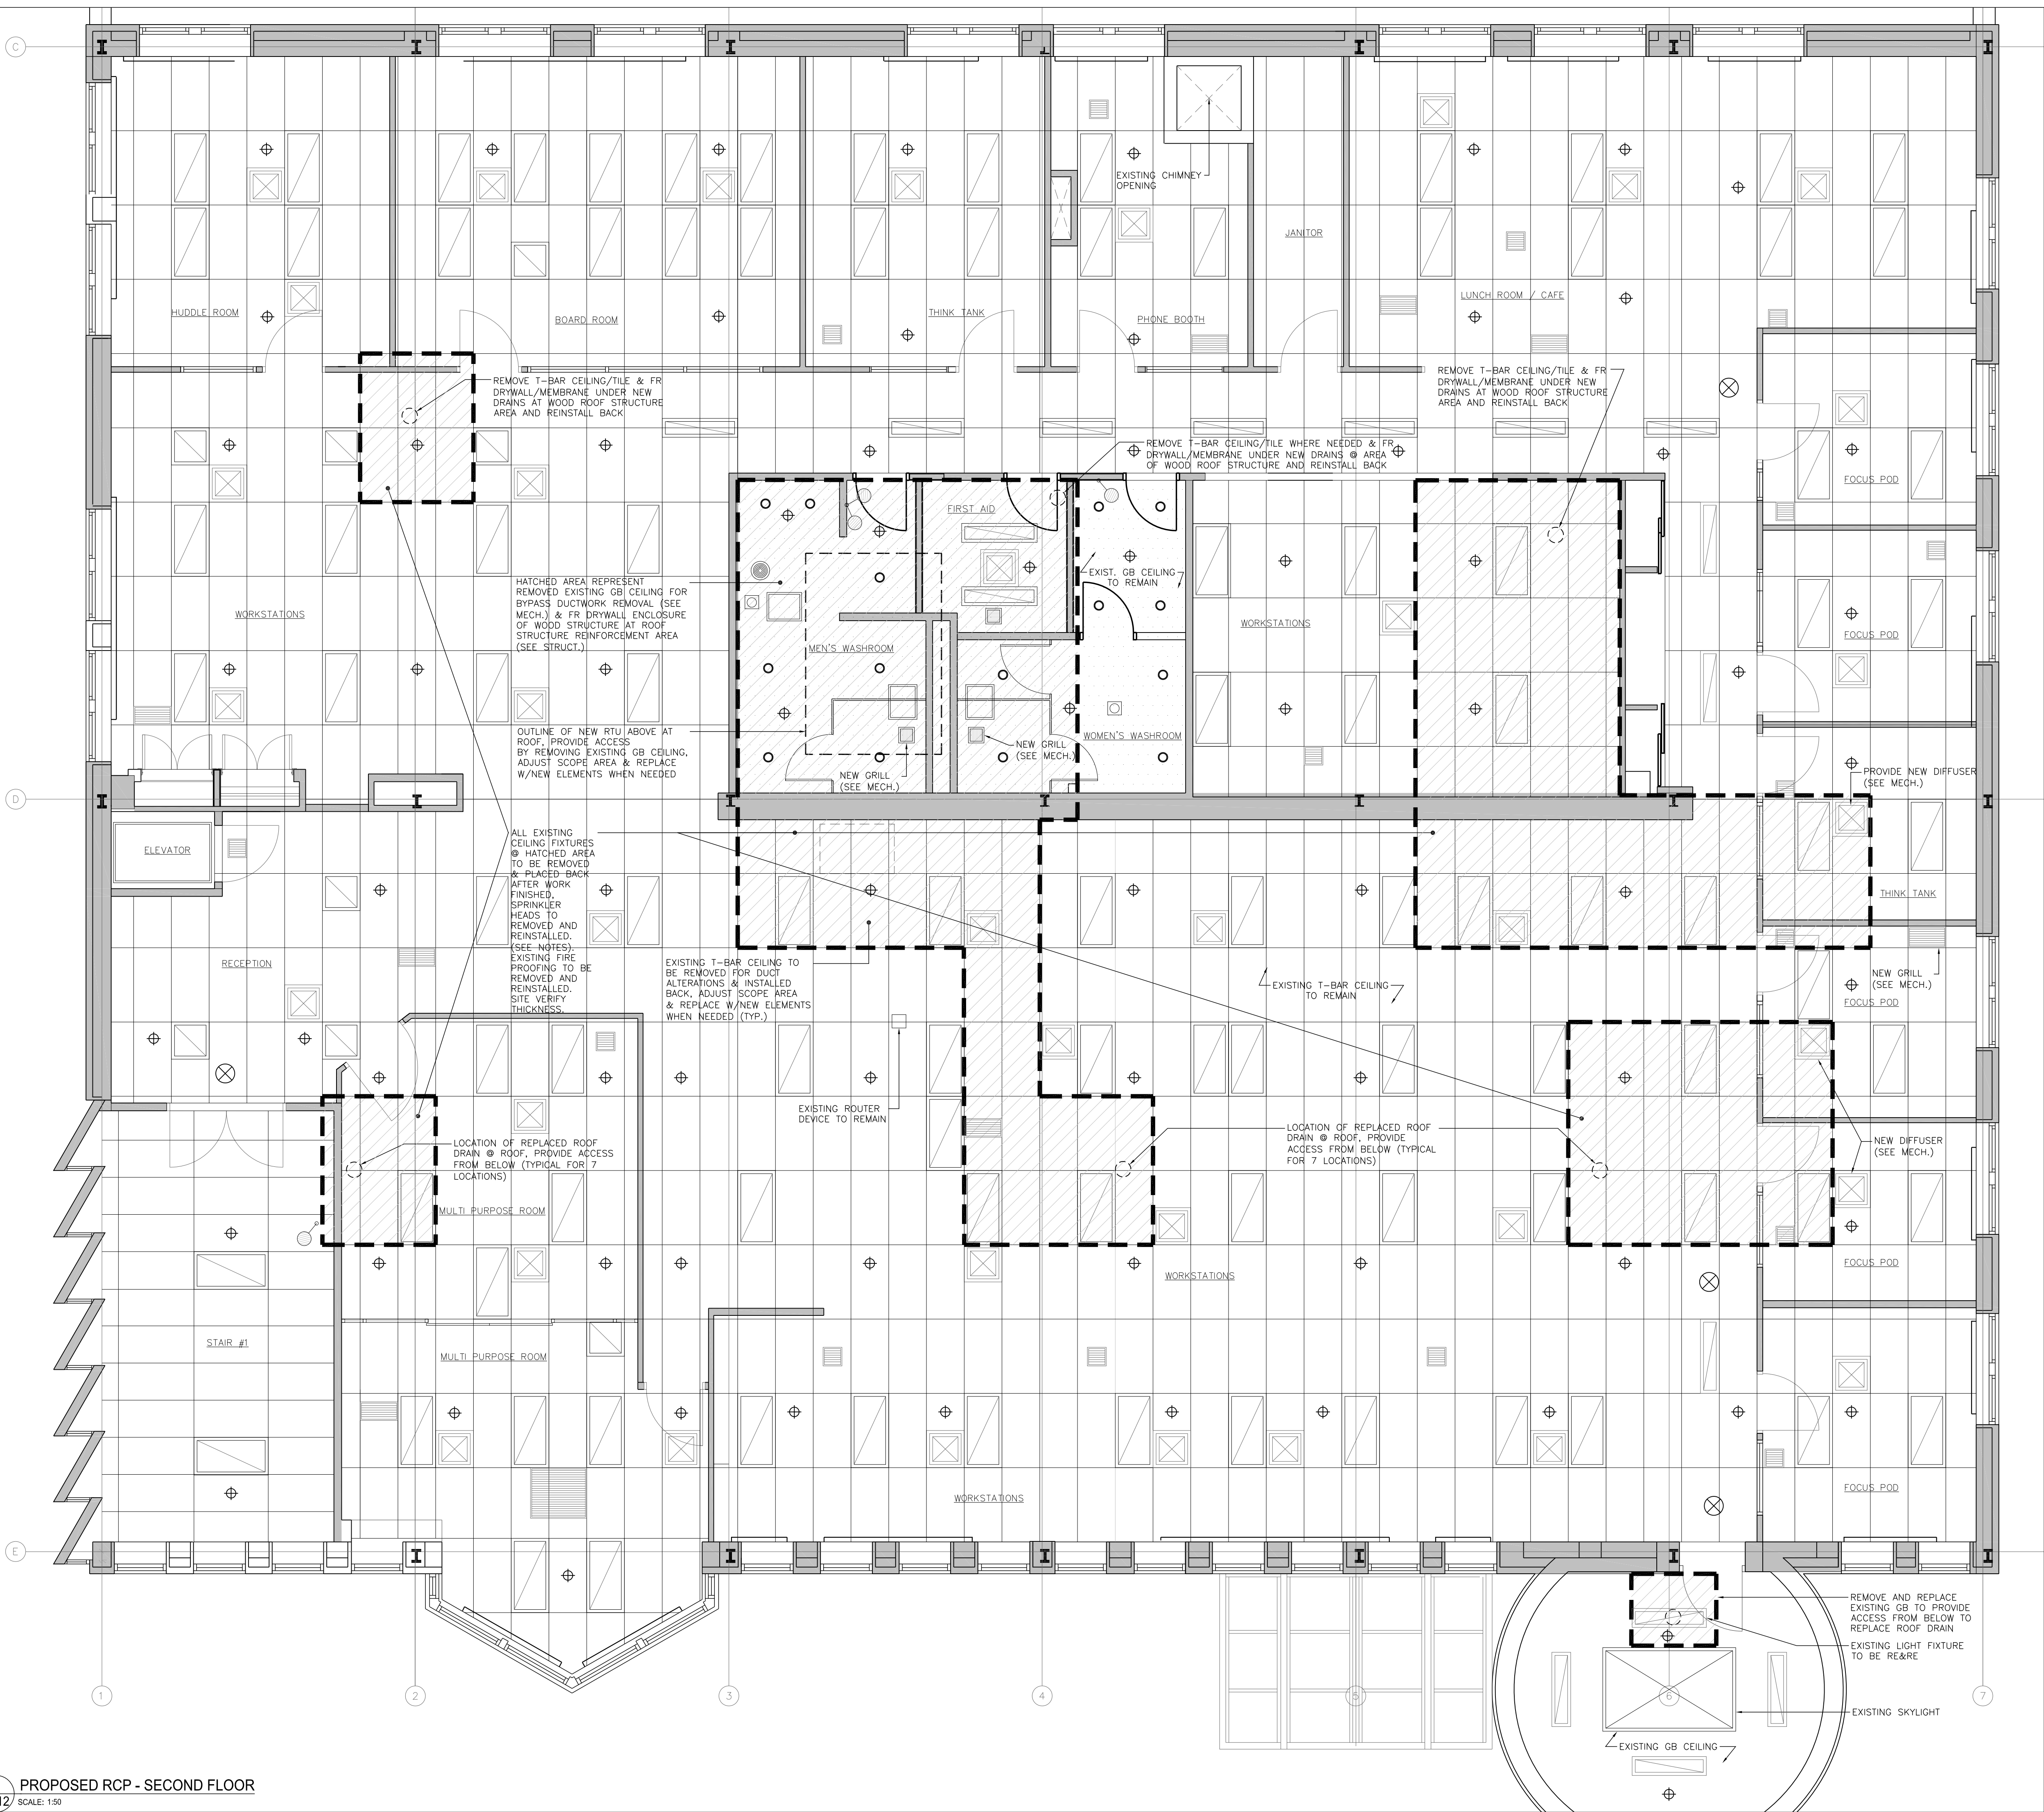 C
EXISTING CHIMNEY
OPENING
JANITOR
HUDDLE ROOM
BOARD ROOM
THINK TANK
PHONE BOOTH
LUNCH ROOM / CAFE
REMOVE T-BAR CEILING/TILE & FR
DRYWALL/MEMBRANE UNDER NEW
DRAINS AT WOOD ROOF STRUCTURE
AREA AND REINSTALL BACK
REMOVE T-BAR CEILING/TILE & FR
DRYWALL/MEMBRANE UNDER NEW
DRAINS AT WOOD ROOF STRUCTURE
AREA AND REINSTALL BACK
REMOVE T-BAR CEILING/TILE WHERE NEEDED & FR
DRYWALL/MEMBRANE UNDER NEW DRAINS @ AREA
OF WOOD ROOF STRUCTURE AND REINSTALL BACK
FOCUS POD
FIRST AID
EXIST. GB CEILING
TO REMAIN
HATCHED AREA REPRESENT
REMOVED EXISTING GB CEILING FOR
BYPASS DUCTWORK REMOVAL (SEE
MECH.) & FR DRYWALL ENCLOSURE
OF WOOD STRUCTURE AT ROOF
STRUCTURE REINFORCEMENT AREA
(SEE STRUCT.)
WORKSTATIONS
WORKSTATIONS
MEN'S WASHROOM
FOCUS POD
OUTLINE OF NEW RTU ABOVE AT
ROOF, PROVIDE ACCESS
BY REMOVING EXISTING GB CEILING,
ADJUST SCOPE AREA & REPLACE
W/NEW ELEMENTS WHEN NEEDED
WOMEN'S WASHROOM
NEW GRILL
(SEE MECH.)
NEW GRILL
(SEE MECH.)
PROVIDE NEW DIFFUSER
(SEE MECH.)
D
ELEVATOR
ALL EXISTING
CEILING FIXTURES
@ HATCHED AREA
TO BE REMOVED
& PLACED BACK
AFTER WORK
FINISHED,
SPRINKLER
HEADS TO
REMOVED AND
REINSTALLED.
(SEE NOTES).
EXISTING FIRE
PROOFING TO BE
REMOVED AND
REINSTALLED.
SITE VERIFY
THICKNESS.
THINK TANK
RECEPTION
EXISTING T-BAR CEILING TO
BE REMOVED FOR DUCT
ALTERATIONS & INSTALLED
BACK, ADJUST SCOPE AREA
& REPLACE W/NEW ELEMENTS
WHEN NEEDED (TYP.)
EXISTING T-BAR CEILING
TO REMAIN
NEW GRILL
(SEE MECH.)
FOCUS POD
EXISTING ROUTER
DEVICE TO REMAIN
LOCATION OF REPLACED ROOF
DRAIN @ ROOF, PROVIDE ACCESS
FROM BELOW (TYPICAL FOR 7
LOCATIONS)
LOCATION OF REPLACED ROOF
DRAIN @ ROOF, PROVIDE
ACCESS FROM BELOW (TYPICAL
FOR 7 LOCATIONS)
NEW DIFFUSER
(SEE MECH.)
MULTI PURPOSE ROOM
FOCUS POD
WORKSTATIONS
STAIR #1
MULTI PURPOSE ROOM
FOCUS POD
WORKSTATIONS
E
REMOVE AND REPLACE
EXISTING GB TO PROVIDE
ACCESS FROM BELOW TO
REPLACE ROOF DRAIN
EXISTING LIGHT FIXTURE
TO BE RE&RE
1 2 3 4 5 6 7
EXISTING SKYLIGHT
EXISTING GB CEILING
PROPOSED RCP - SECOND FLOOR
12 SCALE: 1:50